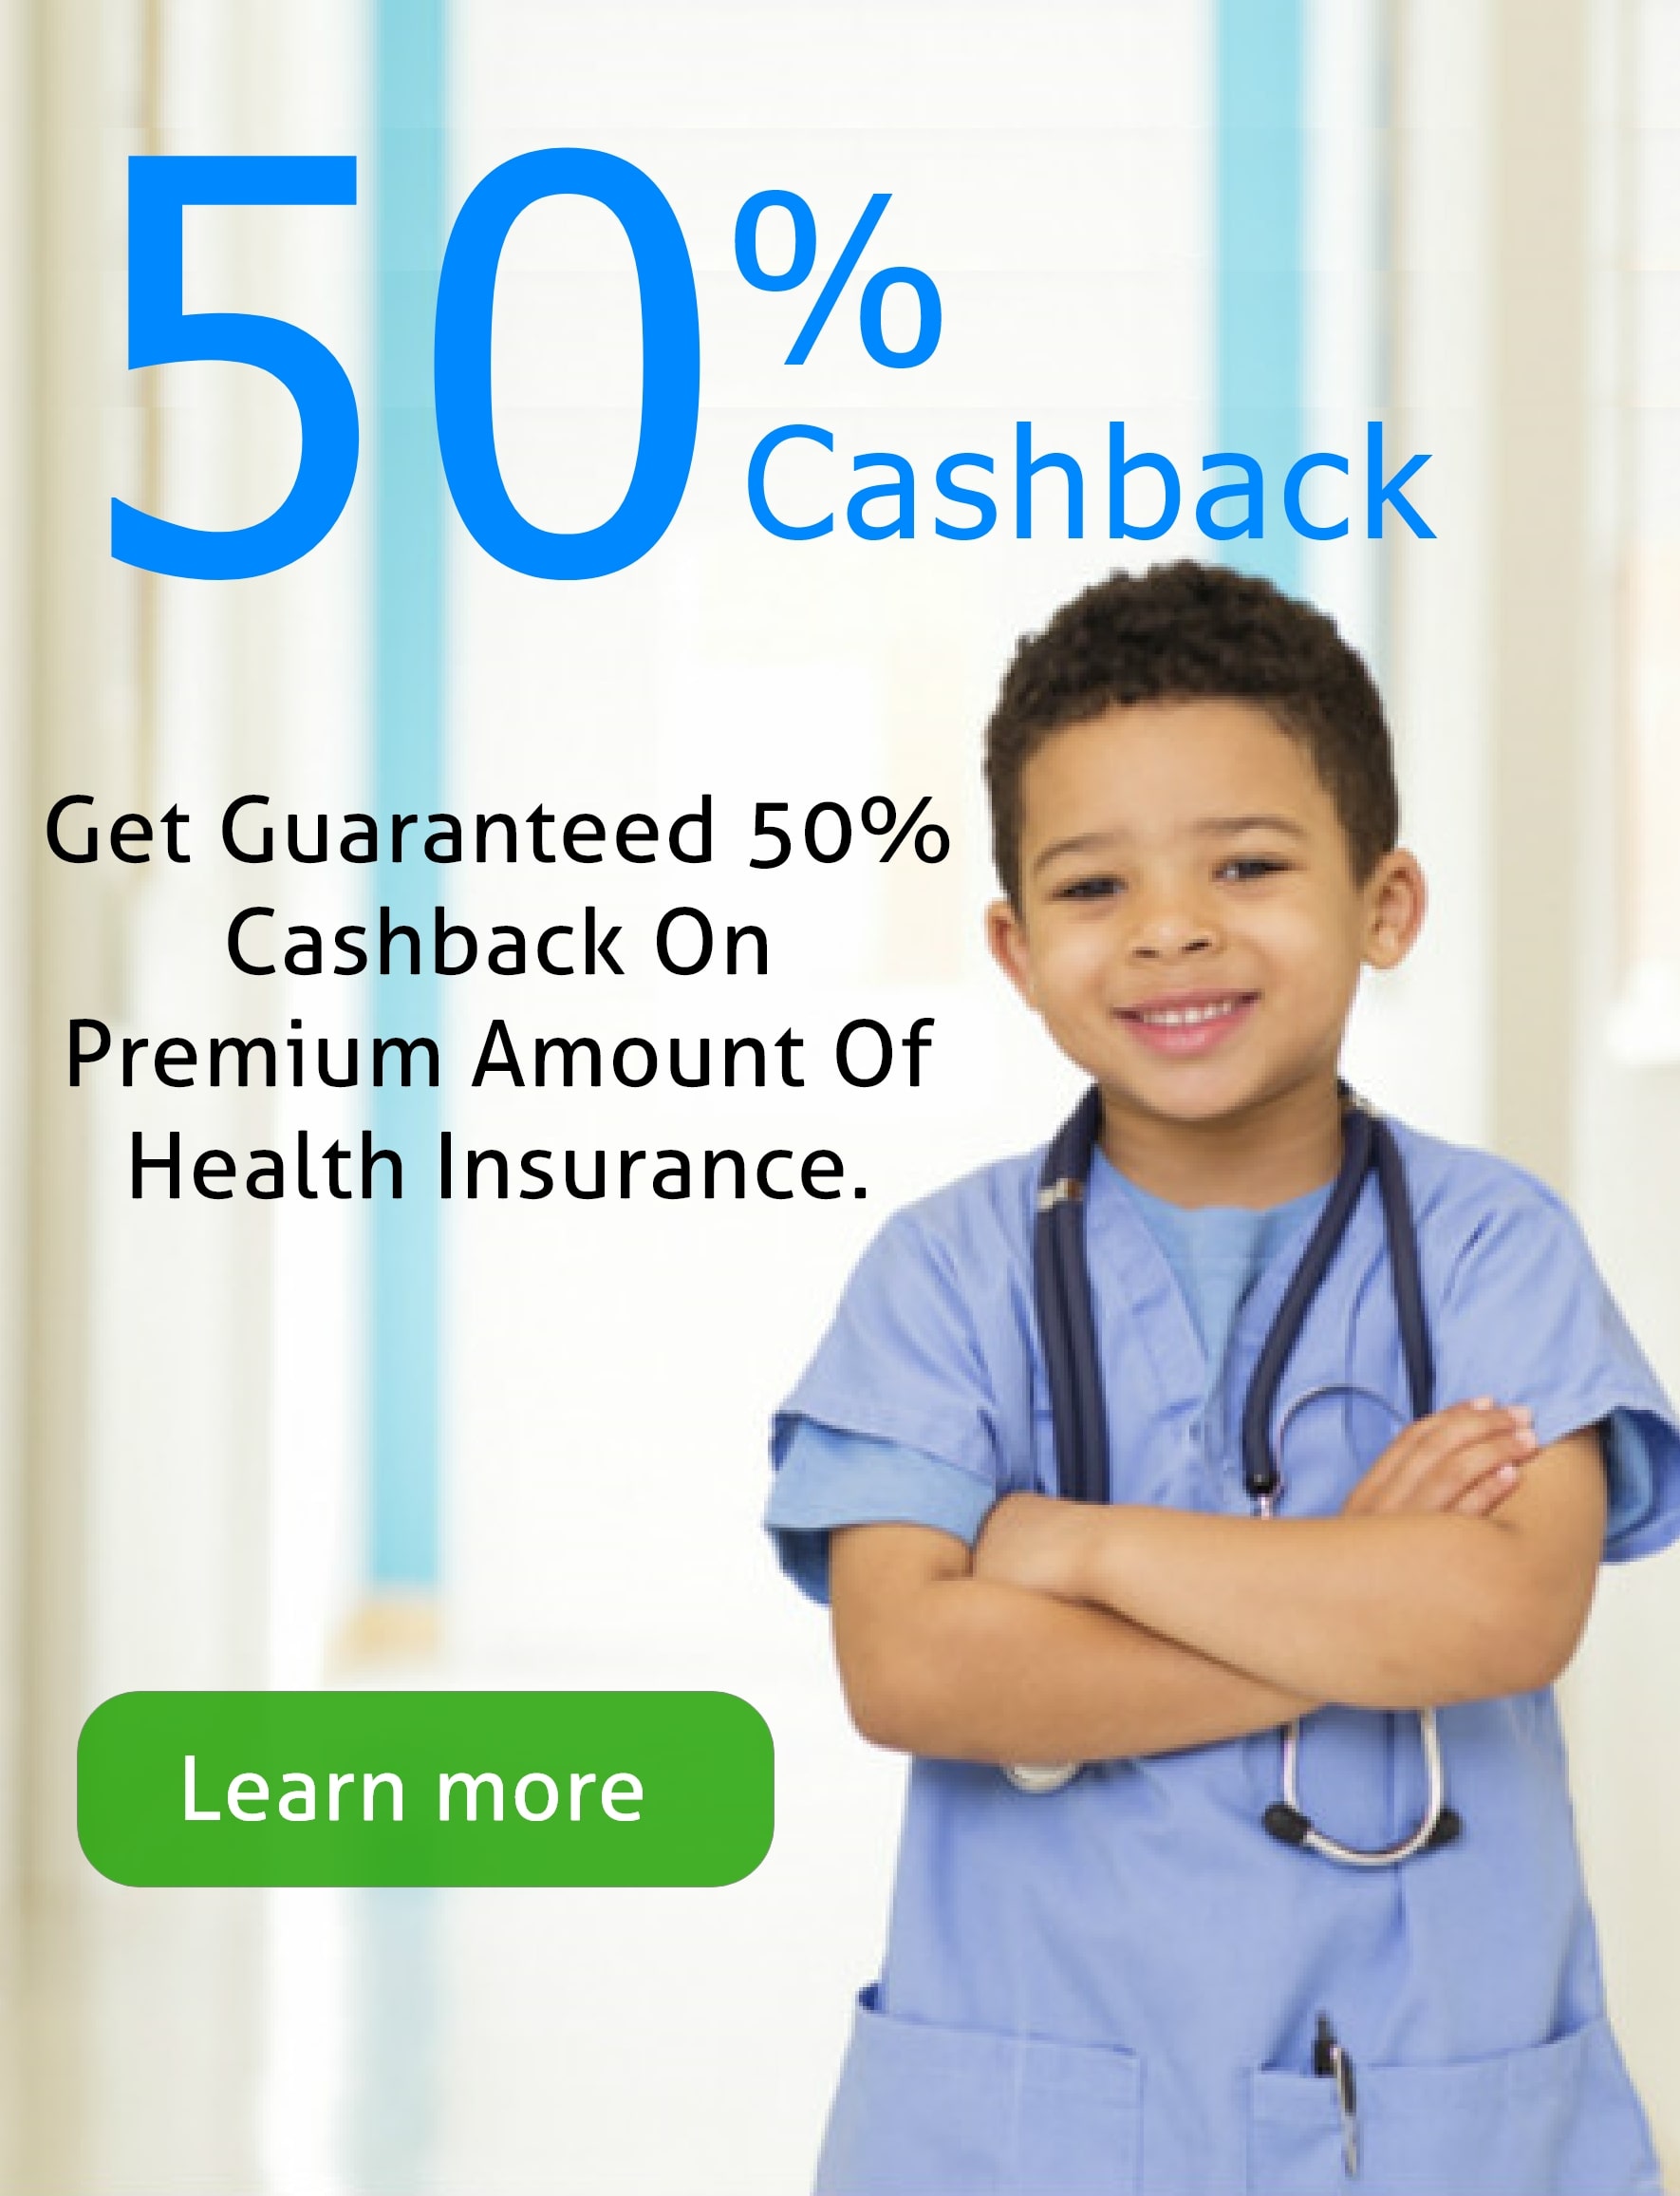 50%
Cashback
Get Guaranteed 50%
Cashback On
Premium Amount Of
Health Insurance.
Learn more